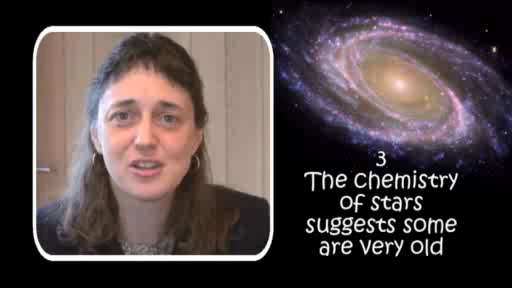 3
The chemistry
of stars
suggests some
are very old